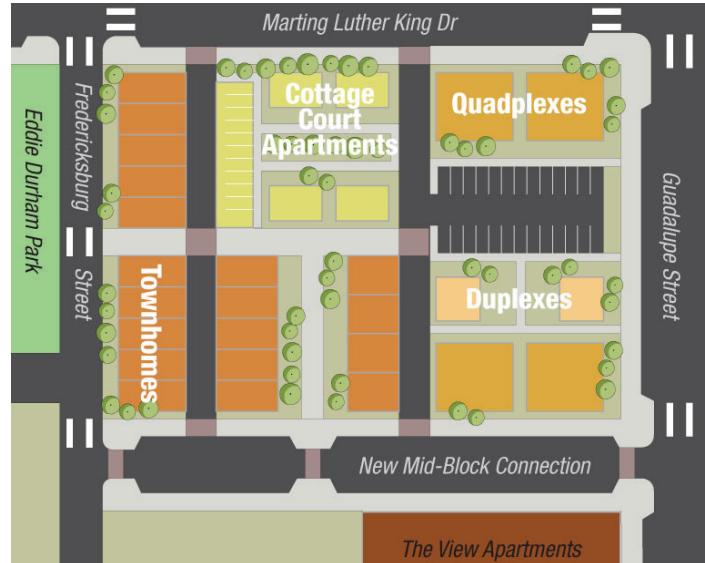 Marting Luther King Dr
Eddie Durham Park
Fredericksburg
Street
Cottage
Court
Apartments
Quadplexes
Guadalupe Street
Townhomes
Duplexes
New Mid-Block Connection
The View Apartments